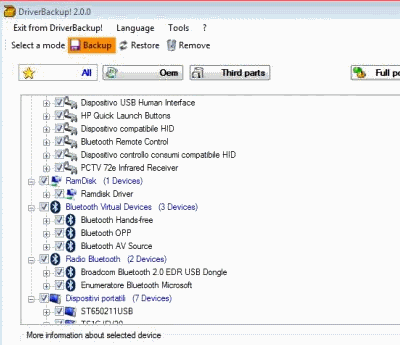 DriverBackup! 2.0.0
Exit from DriverBackup! Language Tools ?
Select a mode Backup Restore Remove
All Oem Third parts Full
Dispositivo USB Human Interface
HP Quick Launch Buttons
Dispositivo compatibile HID
Bluetooth Remote Control
Dispositivo controllo consumi compatibile HID
PCTV 72e Infrared Receiver
RamDisk (1 Devices)
Ramdisk Driver
Bluetooth Virtual Devices (3 Devices)
Bluetooth Hands-free
Bluetooth OPP
Bluetooth AV Source
Radio Bluetooth (2 Devices)
Broadcom Bluetooth 2.0 EDR USB Dongle
Enumeratore Bluetooth Microsoft
Dispositivi portatili (7 Devices)
ST650211USB
More information about selected device